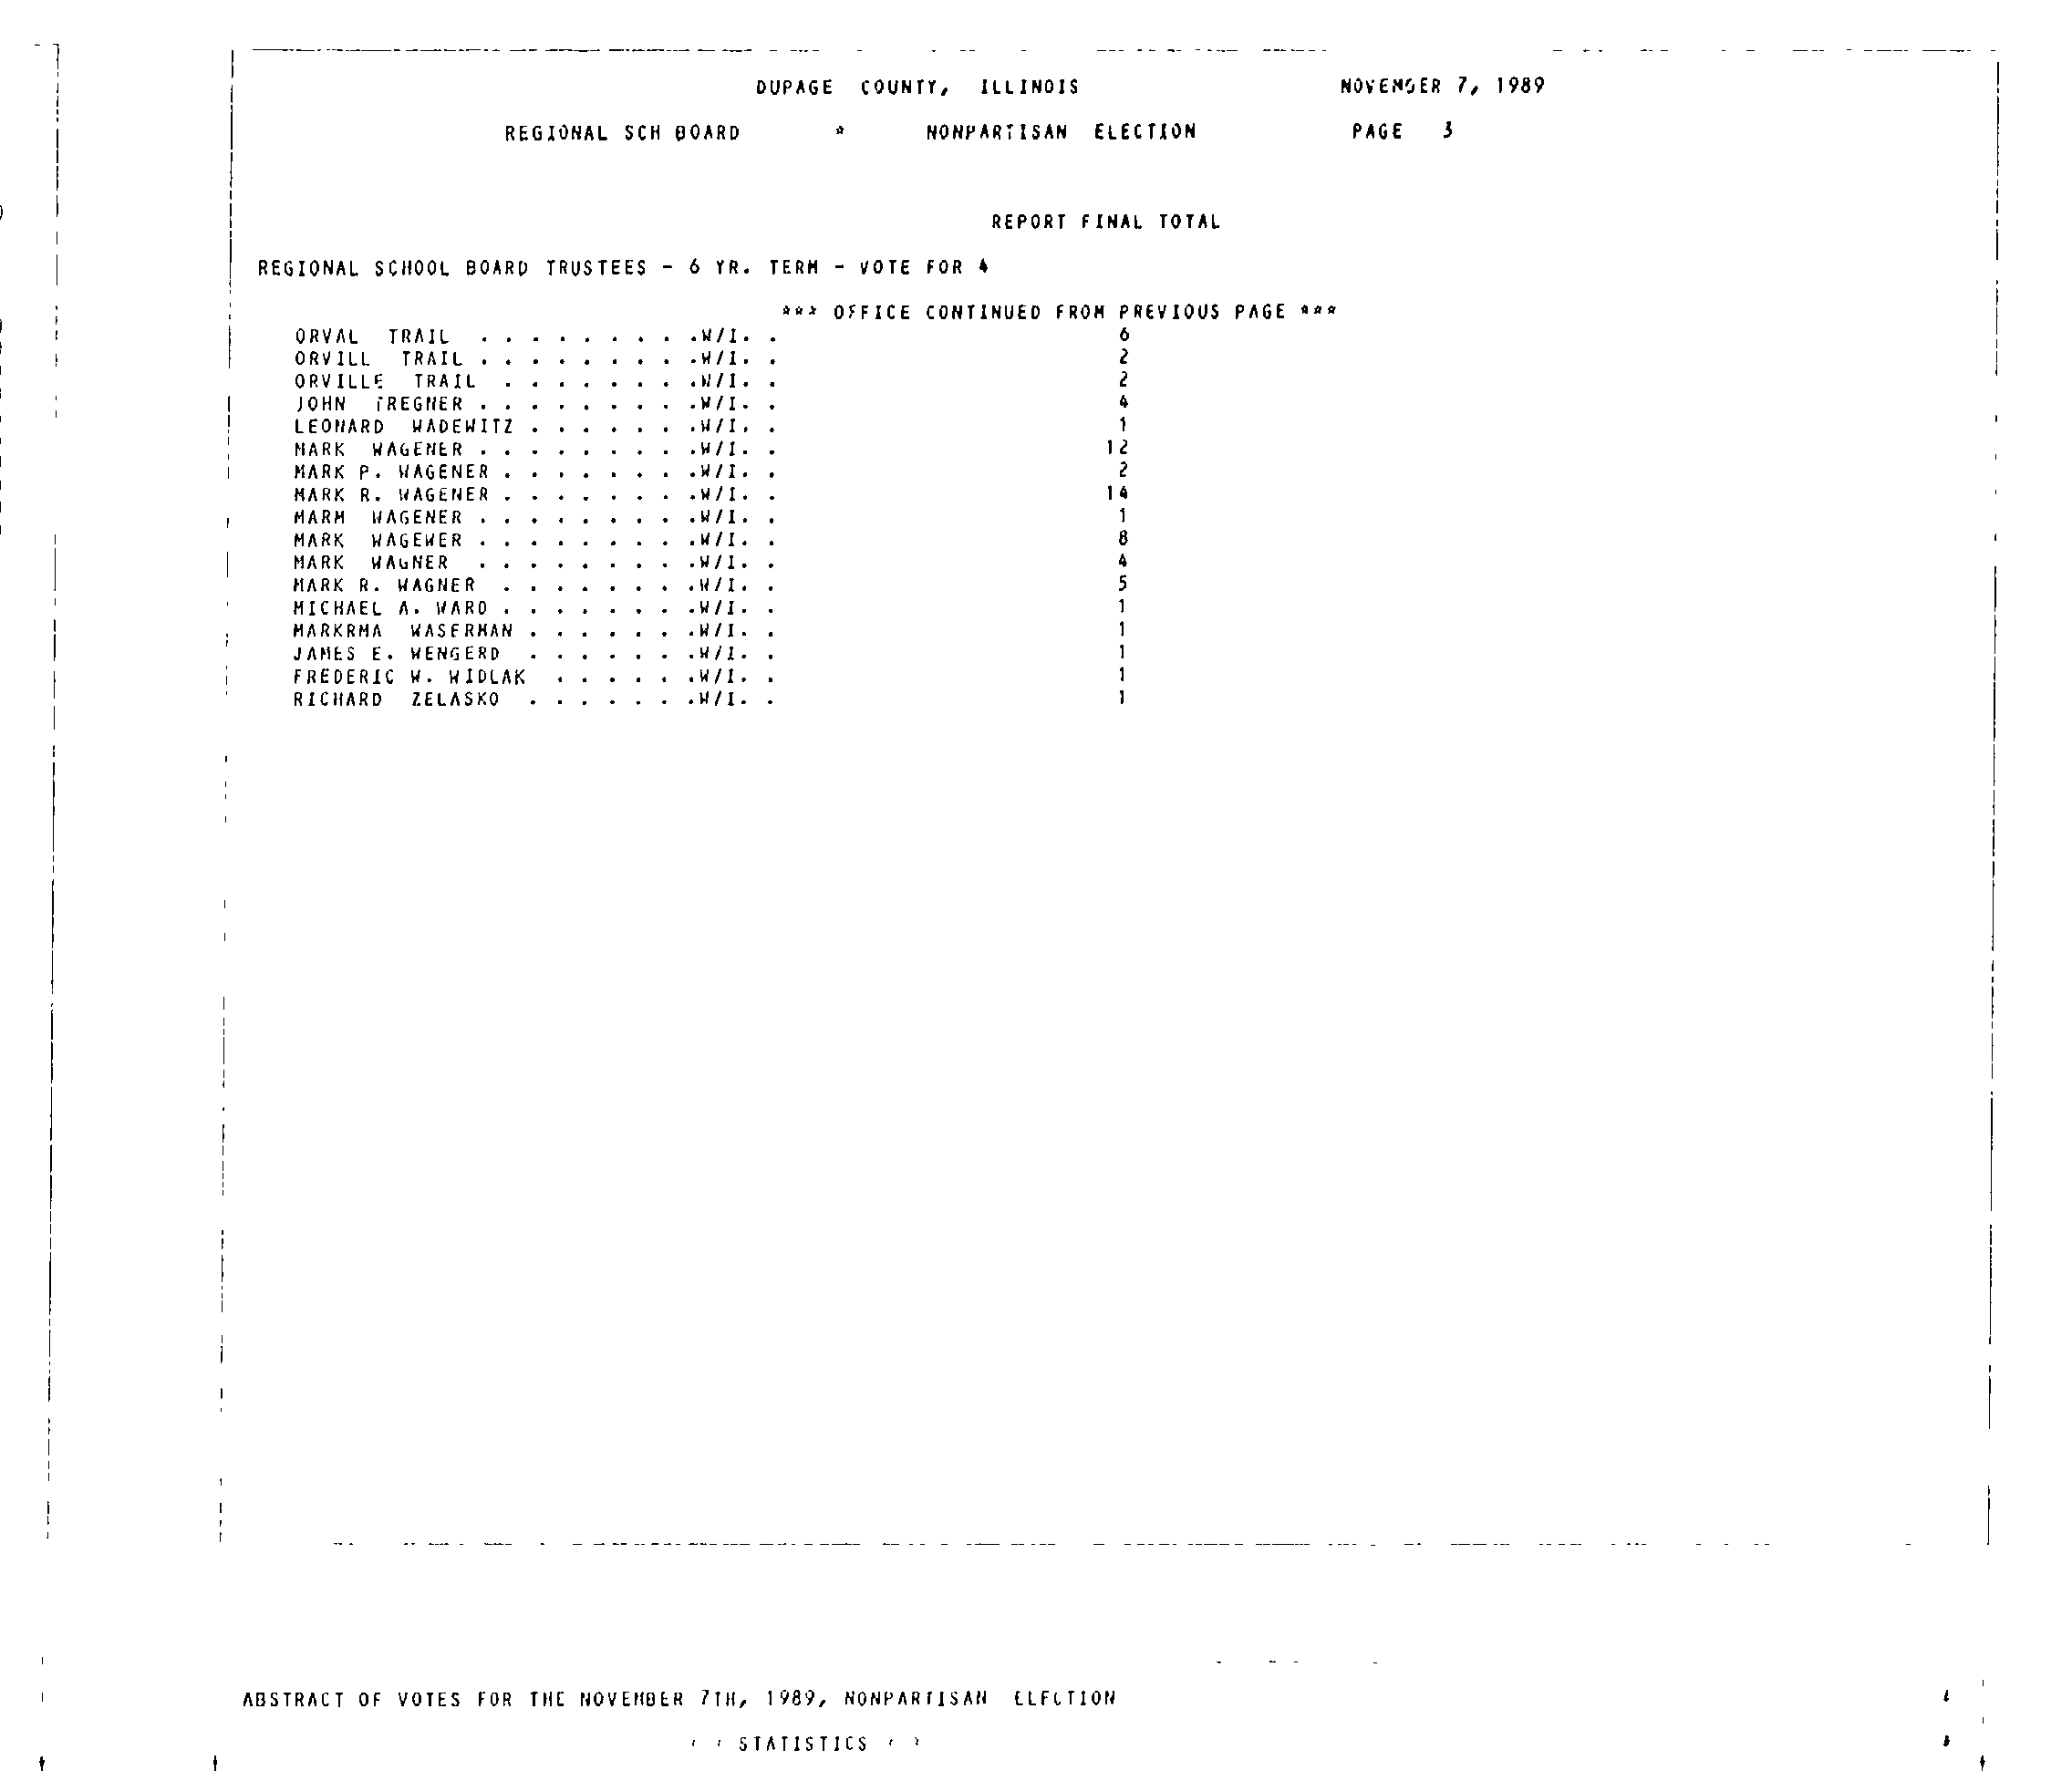 DUPAGE COUNTY, ILLINOIS NOVEMBER 7, 1989
REGIONAL SCH BOARD * NONPARTISAN ELECTION PAGE 3
REPORT FINAL TOTAL
REGIONAL SCHOOL BOARD TRUSTEES - 6 YR. TERM - VOTE FOR 4
*** OFFICE CONTINUED FROM PREVIOUS PAGE ***
ORVAL TRAIL . . . . . . . . .W/I. . 6
ORVILL TRAIL . . . . . . . . .W/I. . 2
ORVILLE TRAIL . . . . . . . .W/I. . 2
JOHN TREGNER . . . . . . . . .W/I. . 4
LEONARD WADEWITZ . . . . . . .W/I. . 1
MARK WAGENER . . . . . . . . .W/I. . 12
MARK P. WAGENER . . . . . . . .W/I. . 2
MARK R. WAGENER . . . . . . . .W/I. . 14
MARM WAGENER . . . . . . . . .W/I. . 1
MARK WAGEWER . . . . . . . . .W/I. . 8
MARK WAGNER . . . . . . . . .W/I. . 4
MARK R. WAGNER . . . . . . . .W/I. . 5
MICHAEL A. WARD . . . . . . . .W/I. . 1
MARKRMA WASERMAN . . . . . . .W/I. . 1
JAMES E. WENGERD . . . . . . .W/I. . 1
FREDERIC W. WIDLAK . . . . . .W/I. . 1
RICHARD ZELASKO . . . . . . .W/I. . 1
ABSTRACT OF VOTES FOR THE NOVEMBER 7TH, 1989, NONPARTISAN ELECTION
STATISTICS